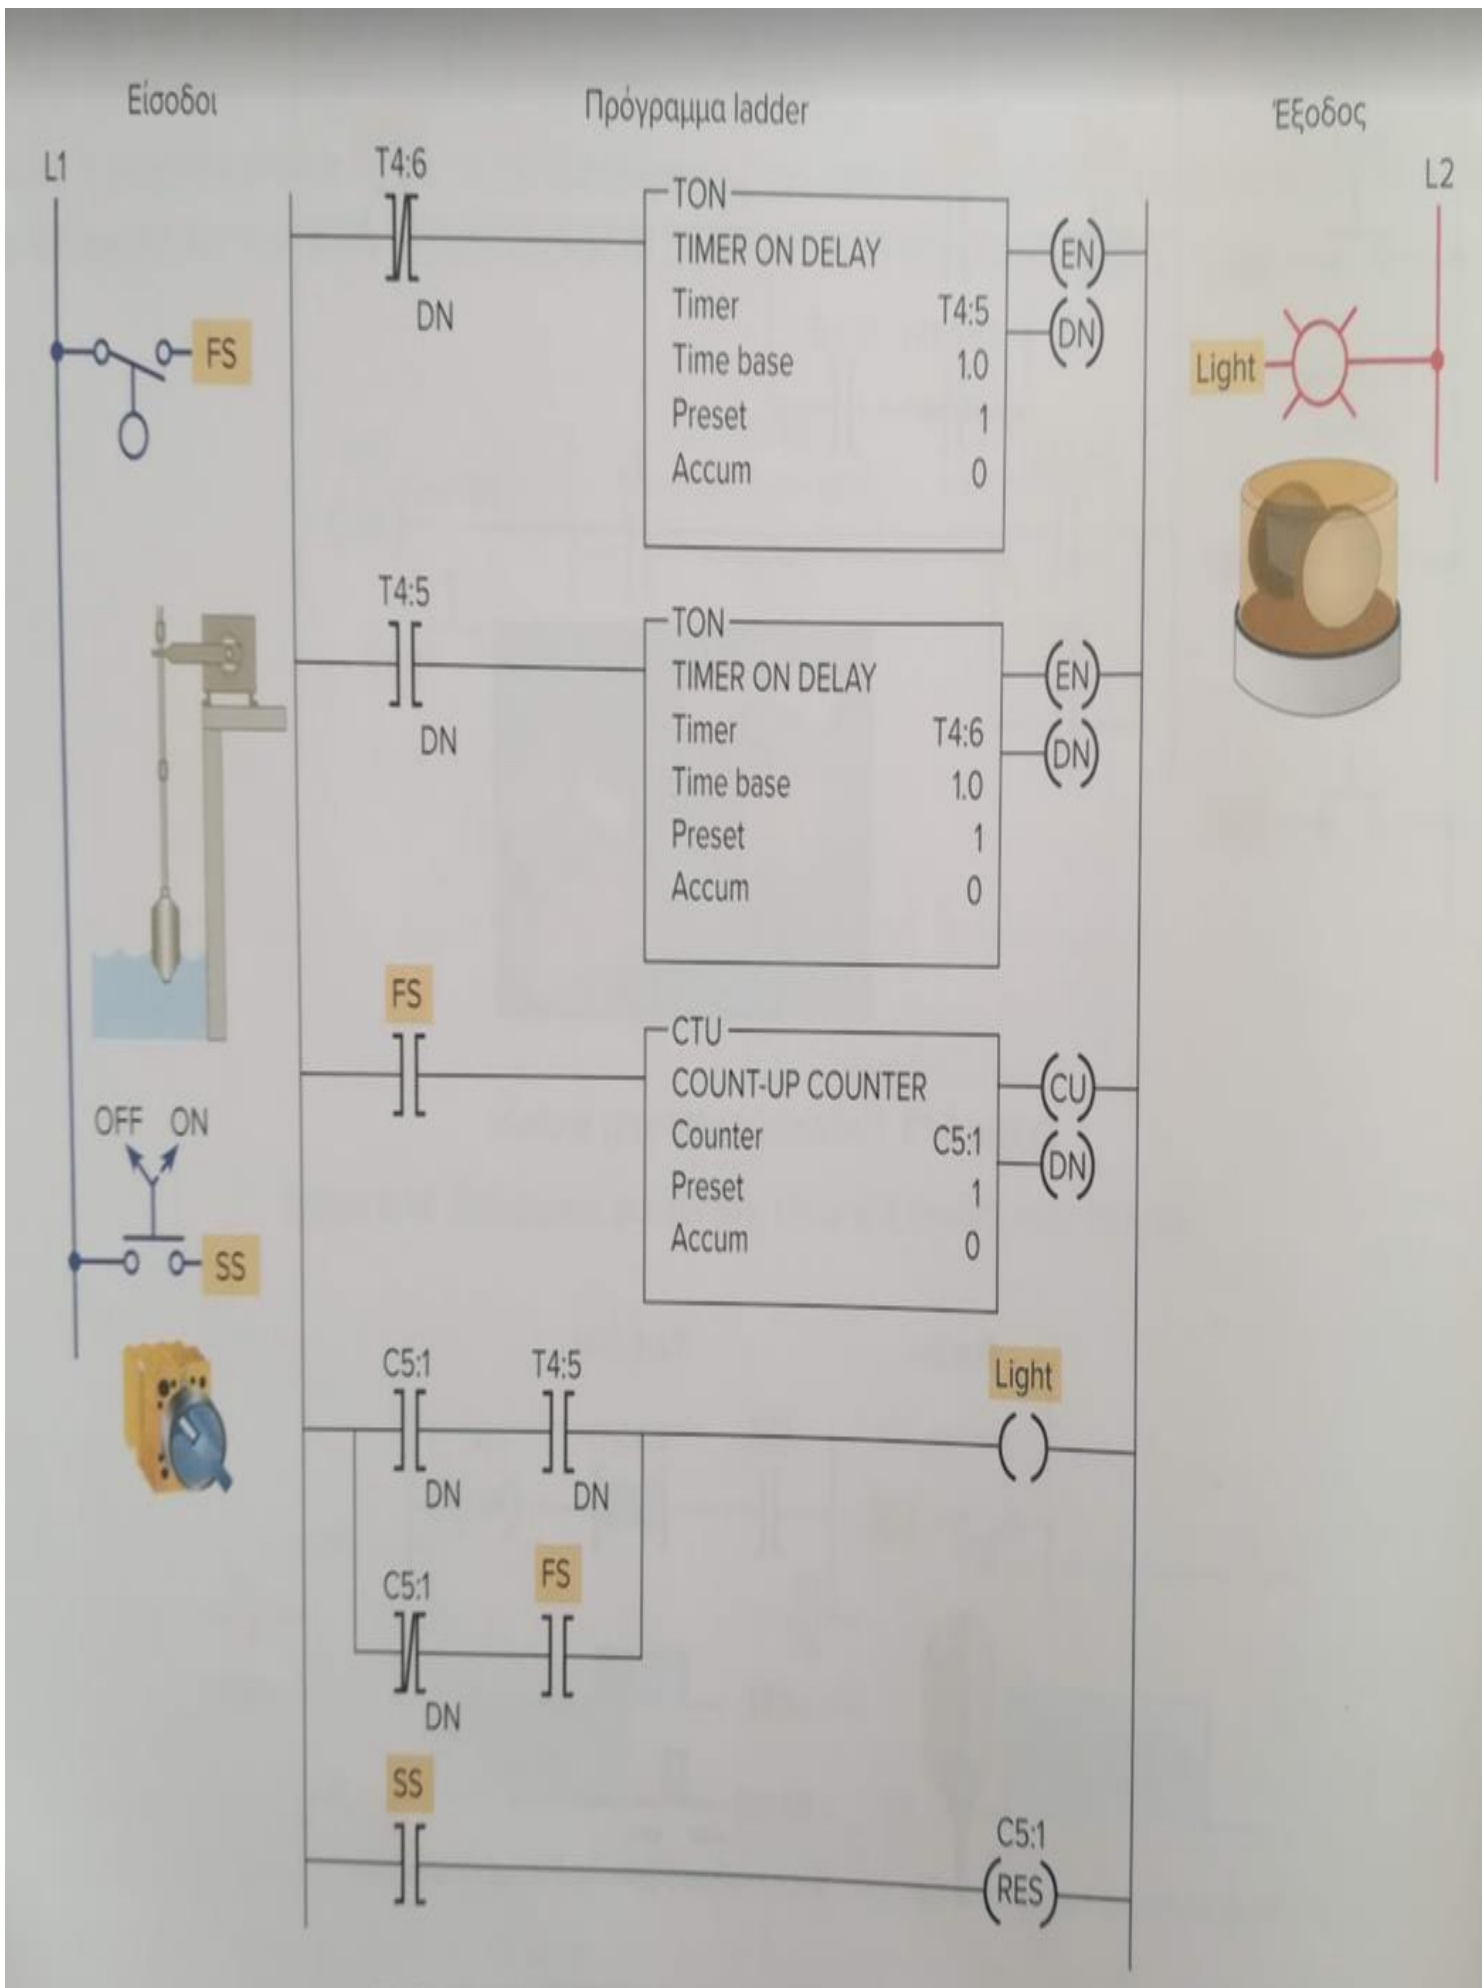 Είσοδοι
Πρόγραμμα ladder
Έξοδος
L1
L2
FS
OFF ON
SS
Light
T4:6
DN
TON
TIMER ON DELAY
Timer T4:5
Time base 1.0
Preset 1
Accum 0
EN
DN
T4:5
DN
TON
TIMER ON DELAY
Timer T4:6
Time base 1.0
Preset 1
Accum 0
EN
DN
FS
CTU
COUNT-UP COUNTER
Counter C5:1
Preset 1
Accum 0
CU
DN
C5:1 T4:5 Light
DN DN
C5:1 FS
DN
SS
C5:1
RES